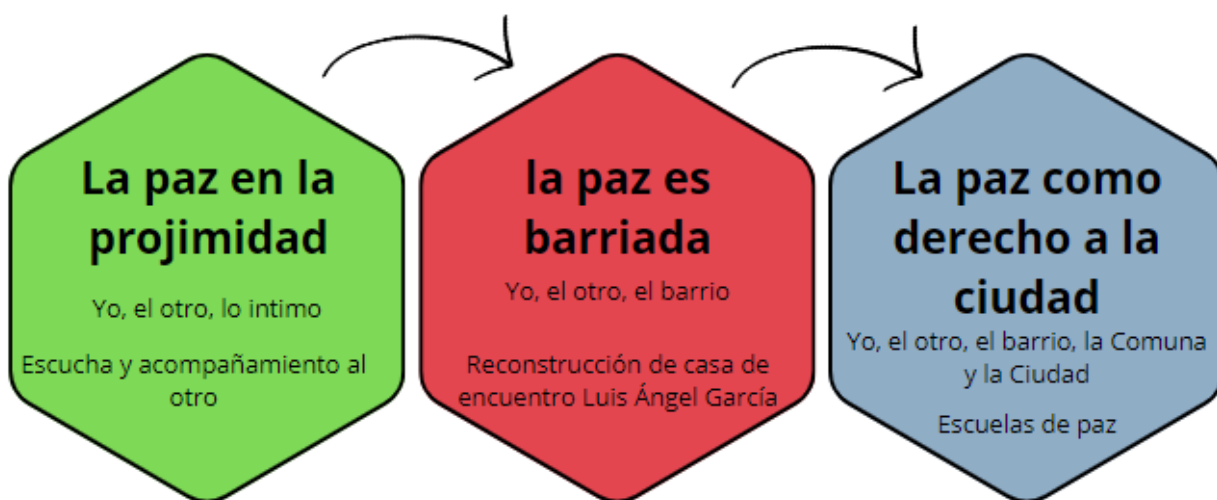 La paz en la
projimidad
Yo, el otro, lo intimo
Escucha y acompañamiento al
otro
la paz es
barriada
Yo, el otro, el barrio
Reconstrucción de casa de
encuentro Luis Ángel García
La paz como
derecho a la
ciudad
Yo, el otro, el barrio, la Comuna
y la Ciudad
Escuelas de paz